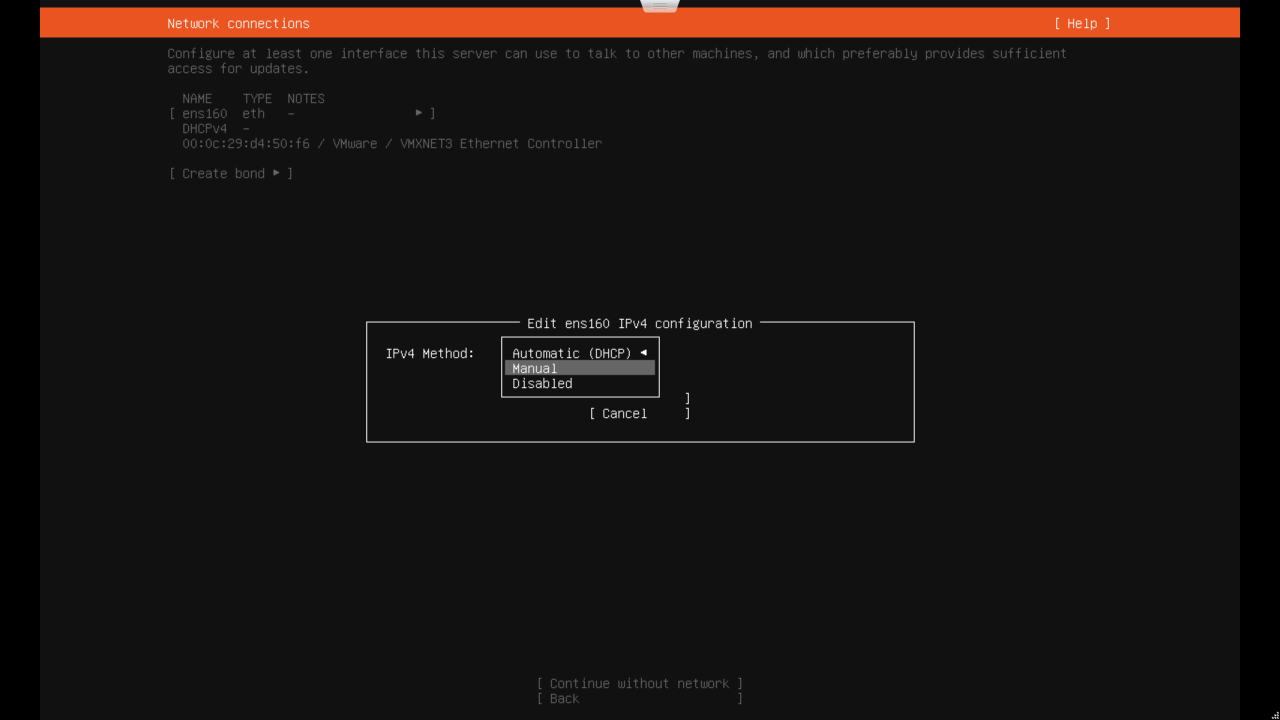 Network connections [ Help ]
Configure at least one interface this server can use to talk to other machines, and which preferably provides sufficient
access for updates.
NAME TYPE NOTES
[ ens160 eth - ▸ ]
DHCPv4 -
00:0c:29:d4:50:f6 / VMware / VMXNET3 Ethernet Controller
[ Create bond ▸ ]
Edit ens160 IPv4 configuration
IPv4 Method: Automatic (DHCP) ◂
Manual
Disabled
]
[ Cancel ]
[ Continue without network ]
[ Back ]